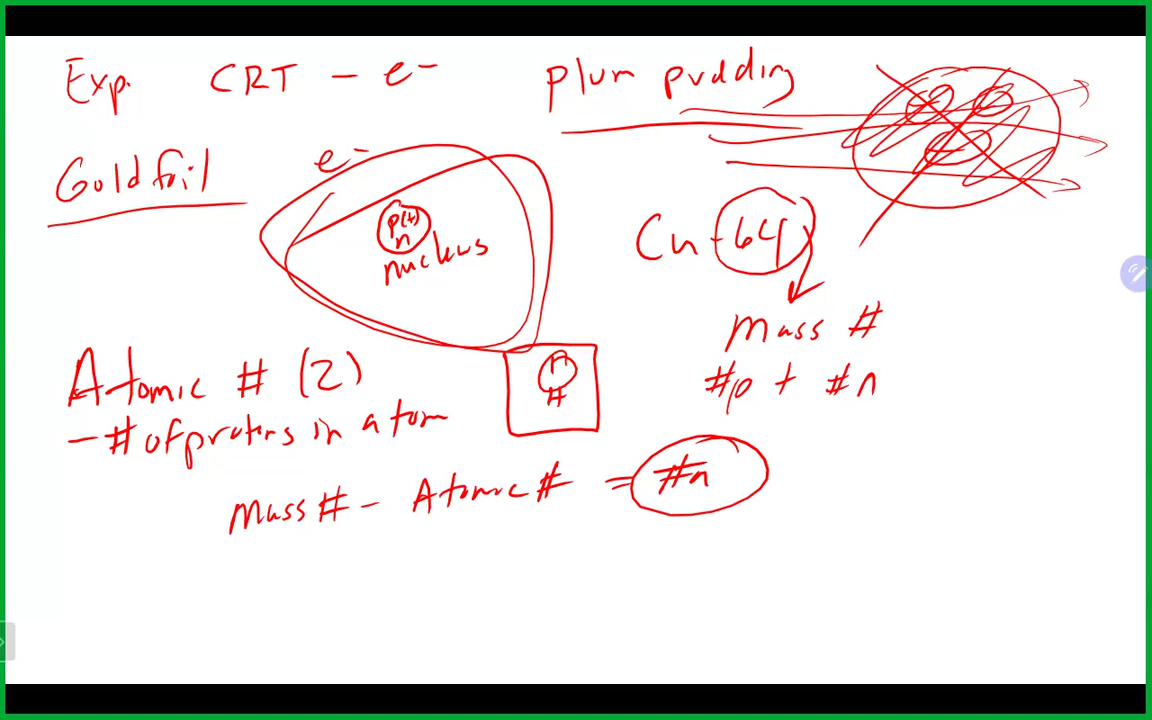 Exp. CRT - e-
plum pudding
Gold foil
e-
p(+)
n
nucleus
Cu-64
Mass #
#p + #n
Atomic # (Z)
- # of protons in a atom
#
Mass # - Atomic # = #n